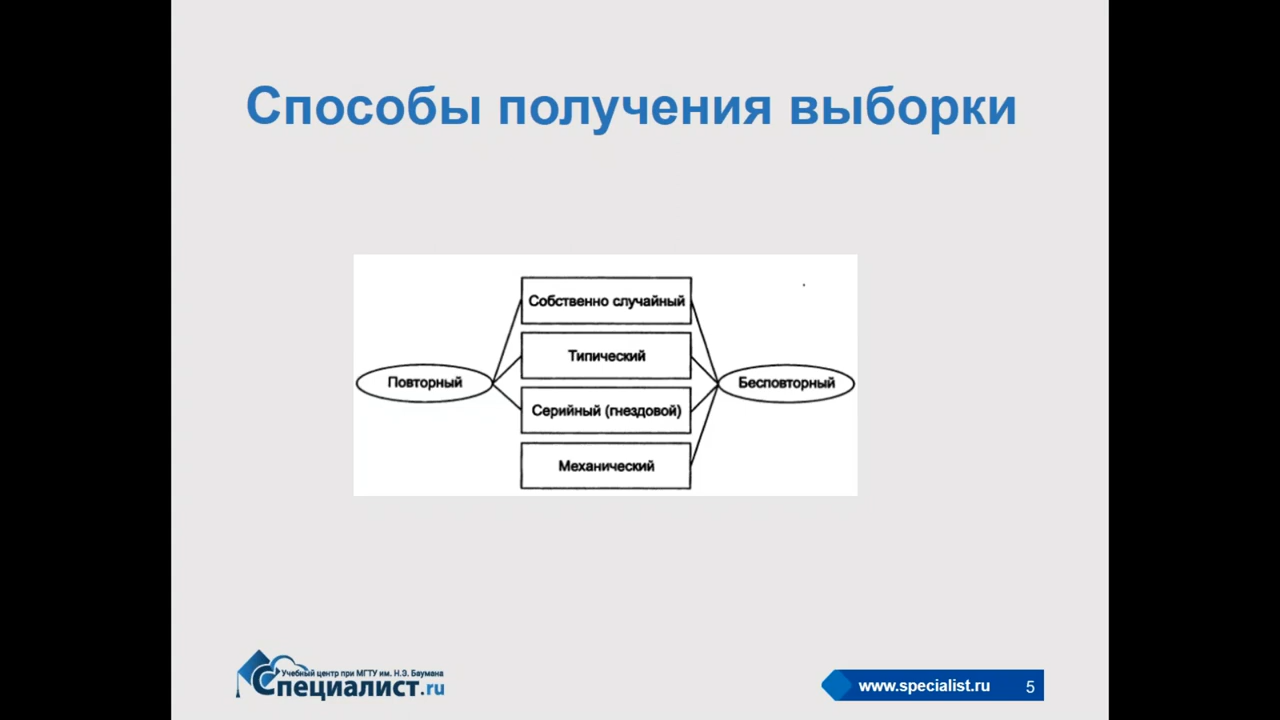 Способы получения выборки
Собственно случайный
Типический
Повторный
Бесповторный
Серийный (гнездовой)
Механический
Учебный центр при МГТУ им. Н.Э. Баумана
Специалист.ru
www.specialist.ru 5